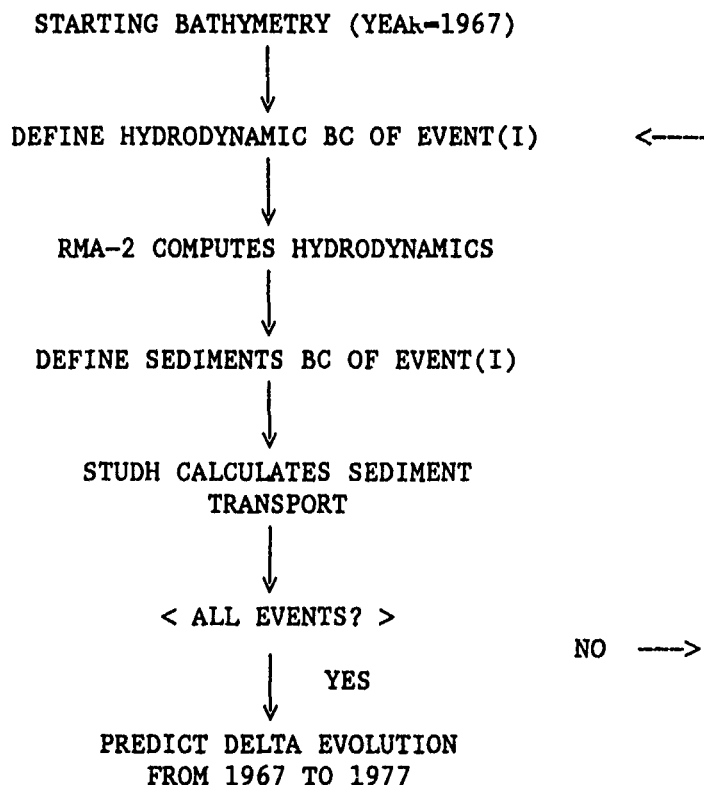 STARTING BATHYMETRY (YEAR=1967)
DEFINE HYDRODYNAMIC BC OF EVENT(I) <----
RMA-2 COMPUTES HYDRODYNAMICS
DEFINE SEDIMENTS BC OF EVENT(I)
STUDH CALCULATES SEDIMENT
TRANSPORT
< ALL EVENTS? >
NO ---->
YES
PREDICT DELTA EVOLUTION
FROM 1967 TO 1977